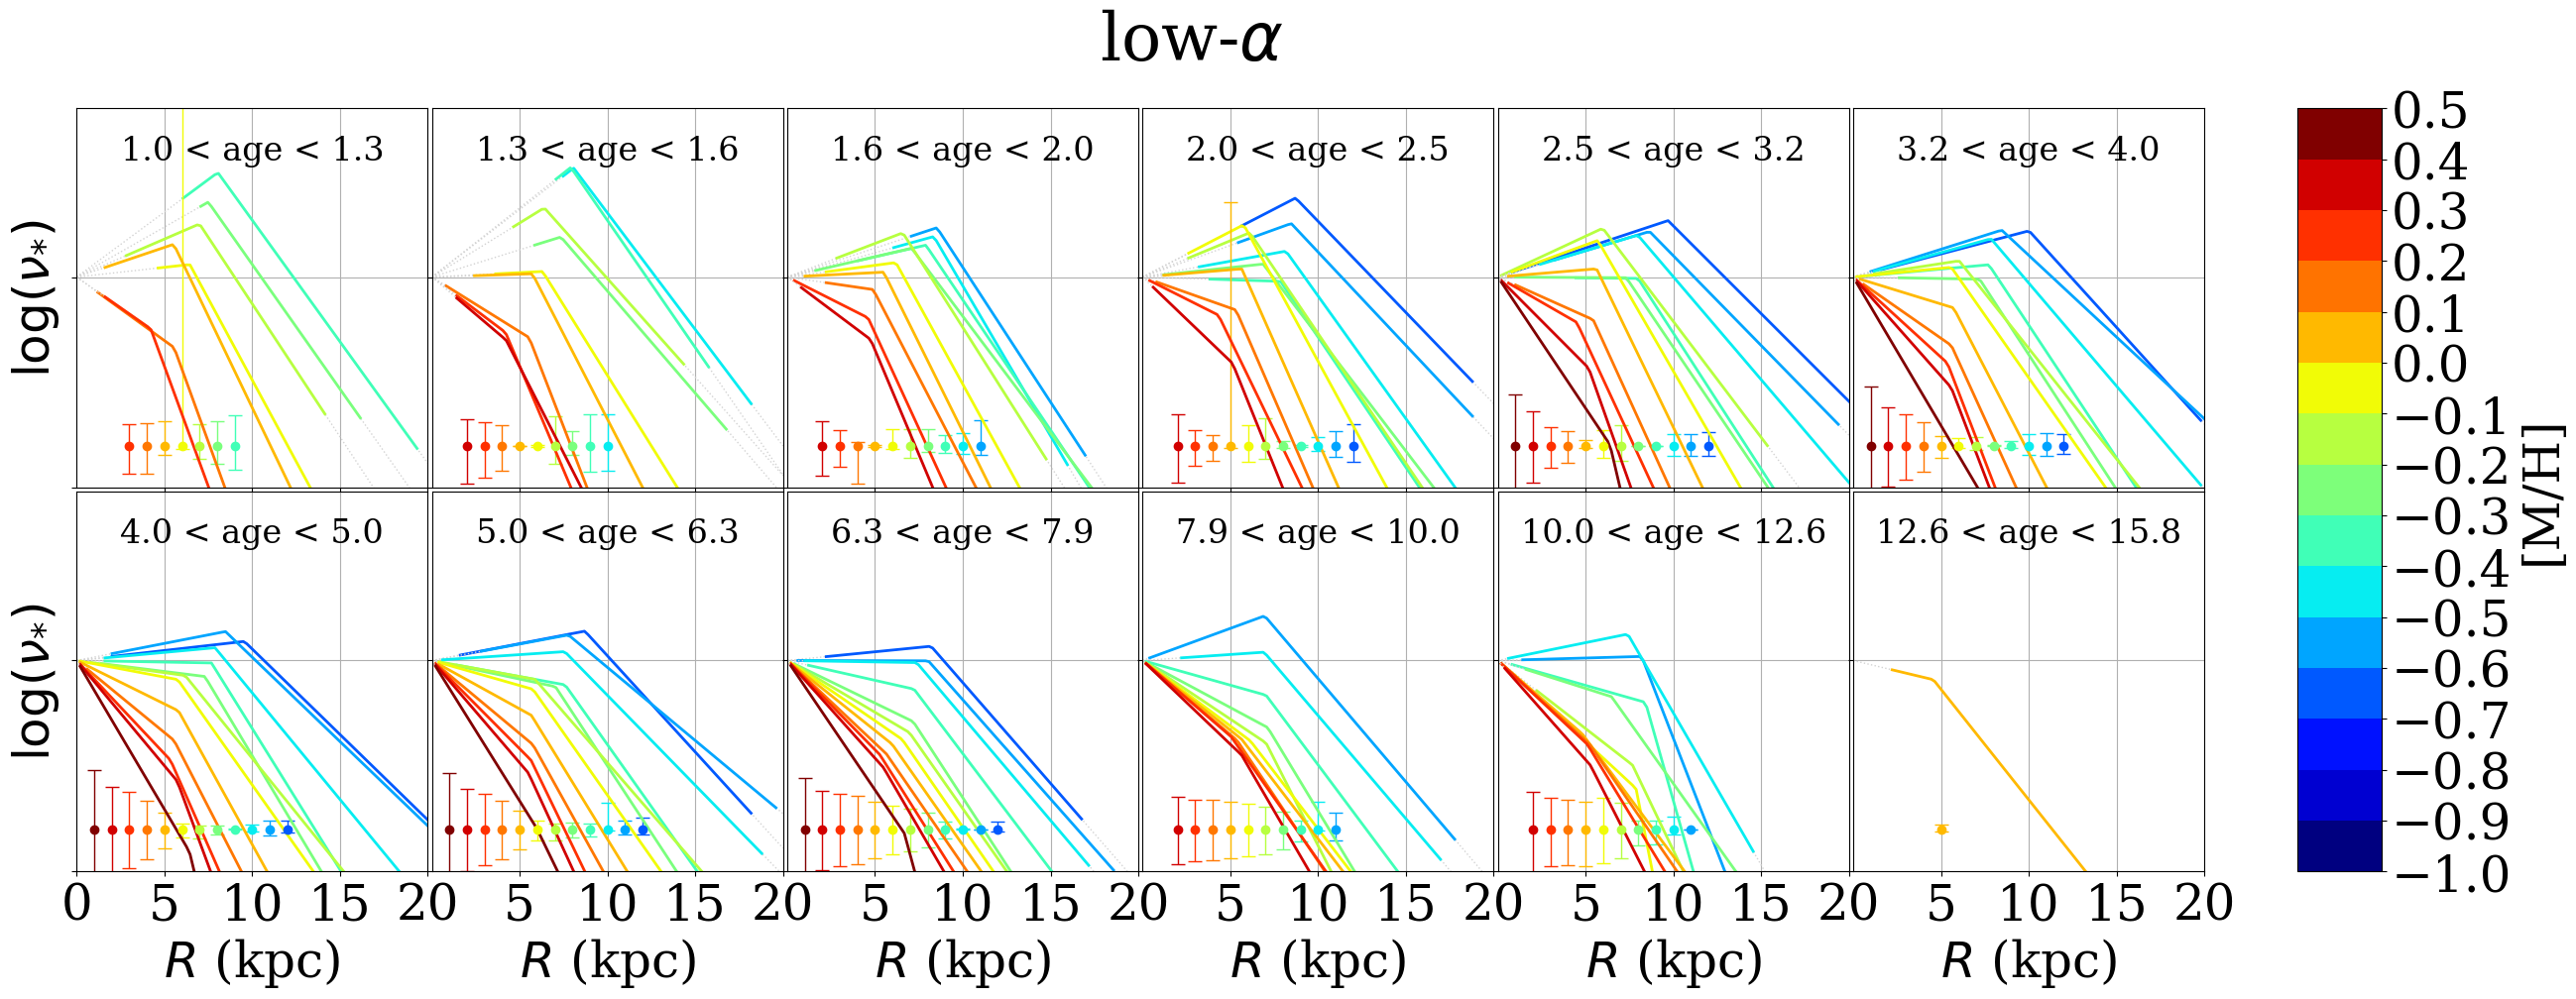 low-α
log(ν*)
1.0 < age < 1.3
1.3 < age < 1.6
1.6 < age < 2.0
2.0 < age < 2.5
2.5 < age < 3.2
3.2 < age < 4.0
log(ν*)
4.0 < age < 5.0
5.0 < age < 6.3
6.3 < age < 7.9
7.9 < age < 10.0
10.0 < age < 12.6
12.6 < age < 15.8
0 5 10 15 20 5 10 15 20 5 10 15 20 5 10 15 20 5 10 15 20 5 10 15 20
R (kpc) R (kpc) R (kpc) R (kpc) R (kpc) R (kpc)
0.5
0.4
0.3
0.2
0.1
0.0
−0.1
−0.2
−0.3
−0.4
−0.5
−0.6
−0.7
−0.8
−0.9
−1.0
[M/H]